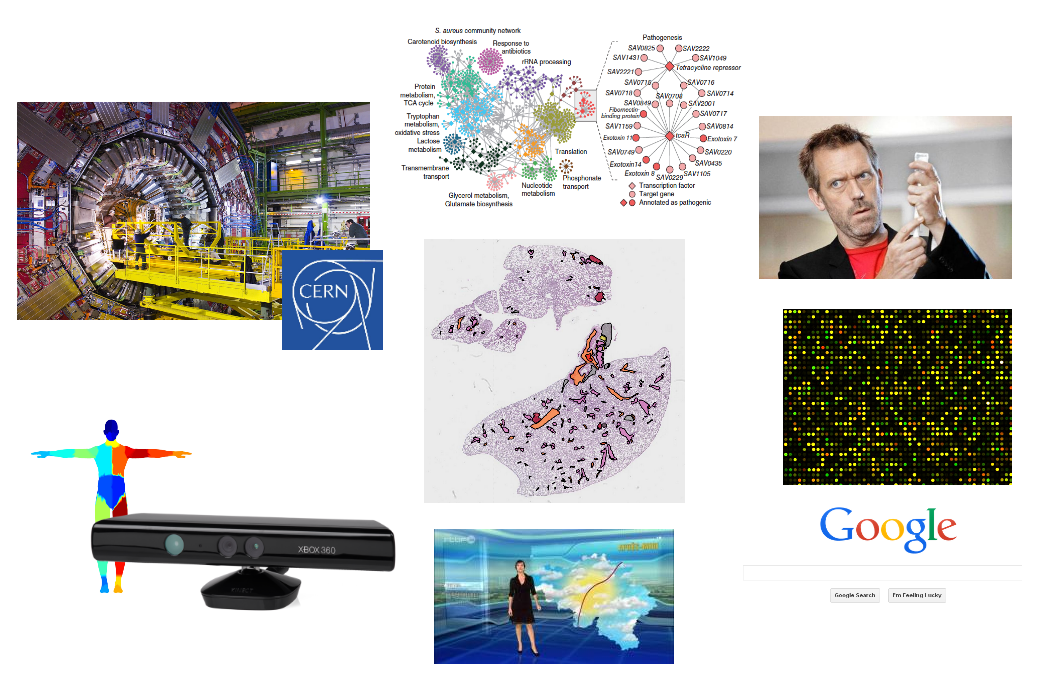 S. aureus community network
Carotenoid biosynthesis
Response to
antibiotics
rRNA processing
Protein
metabolism,
TCA cycle
Tryptophan
metabolism,
oxidative stress
Lactose
metabolism
Transmembrane
transport
Glycerol metabolism,
Glutamate biosynthesis
Nucleotide
metabolism
Phosphonate
transport
Translation
Pathogenesis
SAV0825
SAV2222
SAV1431
SAV1049
SAV2221
Tetracycline repressor
SAV0715
SAV0716
SAV0718
SAV0708
SAV0714
SAV0849
SAV2001
Fibronectin
binding protein
SAV0717
SAV1159
SAV0814
Exotoxin 11
rsaR
Exotoxin 7
SAV0749
SAV0220
Exotoxin14
SAV0435
Exotoxin 8
SAV0229
SAV1105
Transcription factor
Target gene
Annotated as pathogenic
CERN
XBOX 360
Google
Google Search
I'm Feeling Lucky